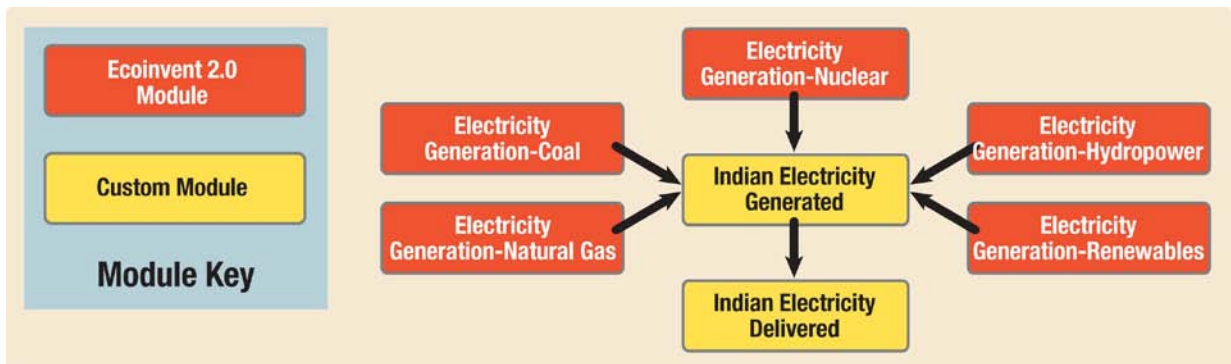 Ecoinvent 2.0
Module
Custom Module
Module Key
Electricity
Generation-Nuclear
Electricity
Generation-Coal
Electricity
Generation-Hydropower
Indian Electricity
Generated
Electricity
Generation-Natural Gas
Electricity
Generation-Renewables
Indian Electricity
Delivered